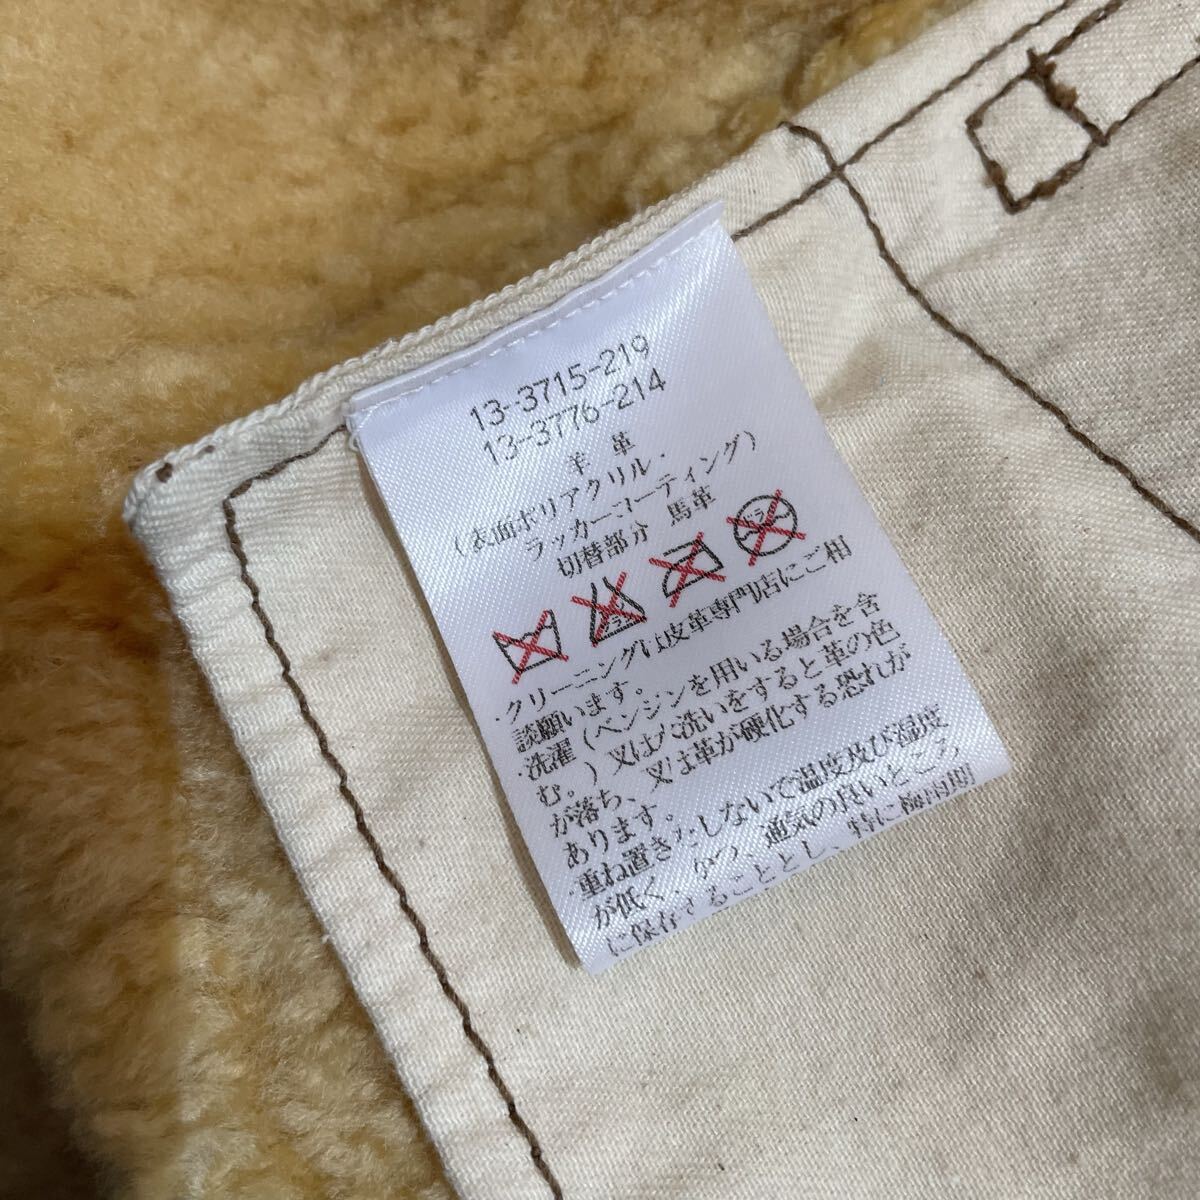 13-3715-219
13-3776-214
羊革
(表面ポリアクリル・
ラッカーコーティング)
切替部分 馬革
ドライ
・クリーニングは皮革専門店にご相
談願います。
・洗濯(ベンジンを用いる場合を含
む。)又は丸洗いをすると革の色
が落ち、又は革が硬化する恐れが
あります。
・重ね置きをしないで温度及び湿度
が低く、かつ、通気の良いところ
に保存することとし、特に梅雨期